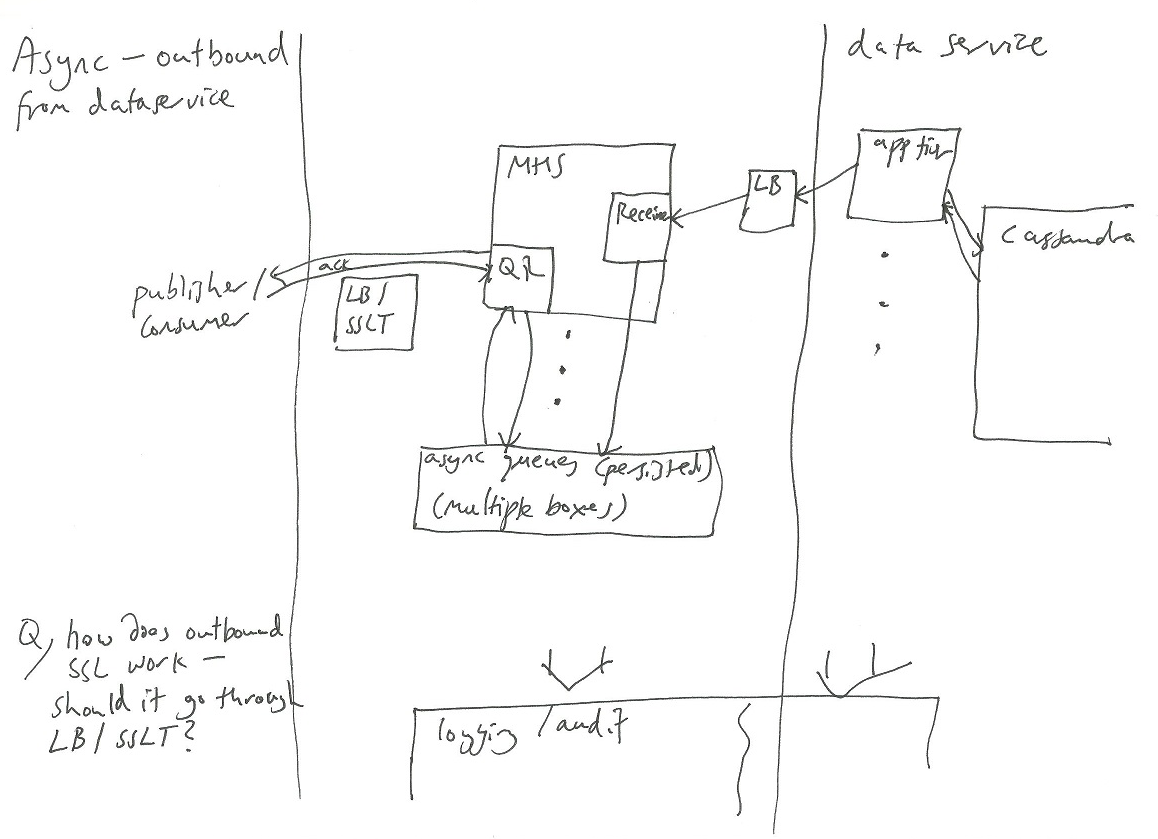 Async – outbound
from dataservice
data service
MHS
app tier
LB
Receive
Cassandra
ack
QR
publisher /
consumer
LB /
SSLT
async queues (persisted)
(multiple boxes)
Q, how does outbound
SSL work –
should it go through
LB / SSLT?
logging / audit